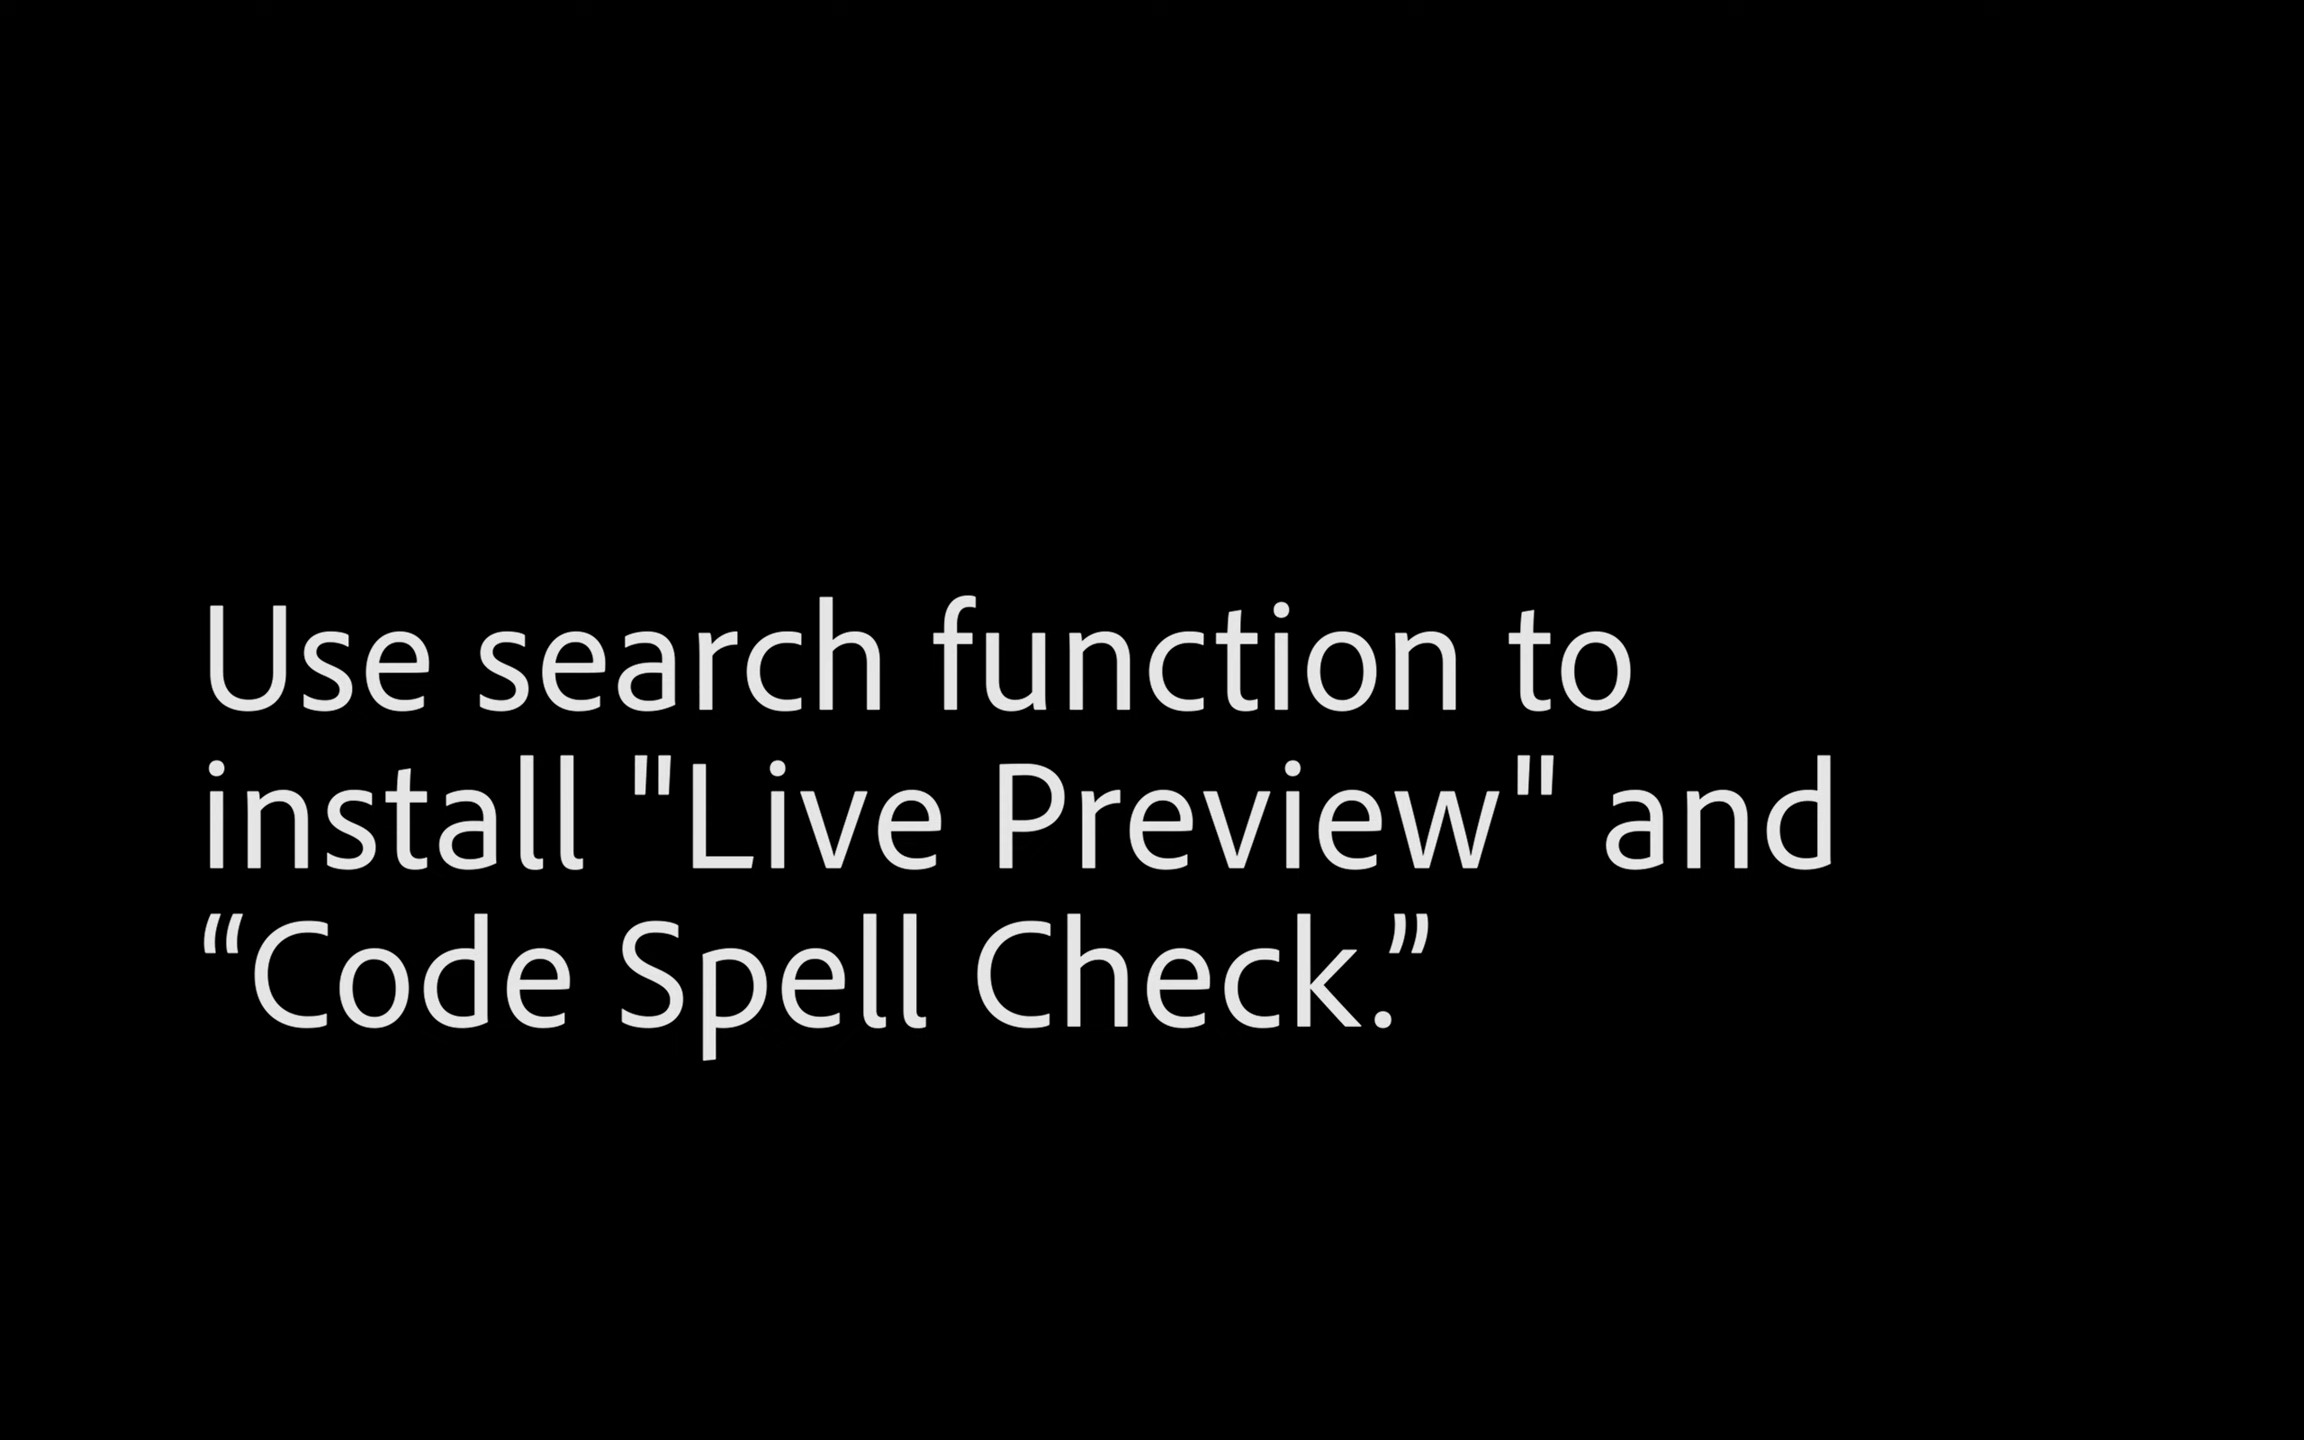 Use search function to
install "Live Preview" and
“Code Spell Check.”